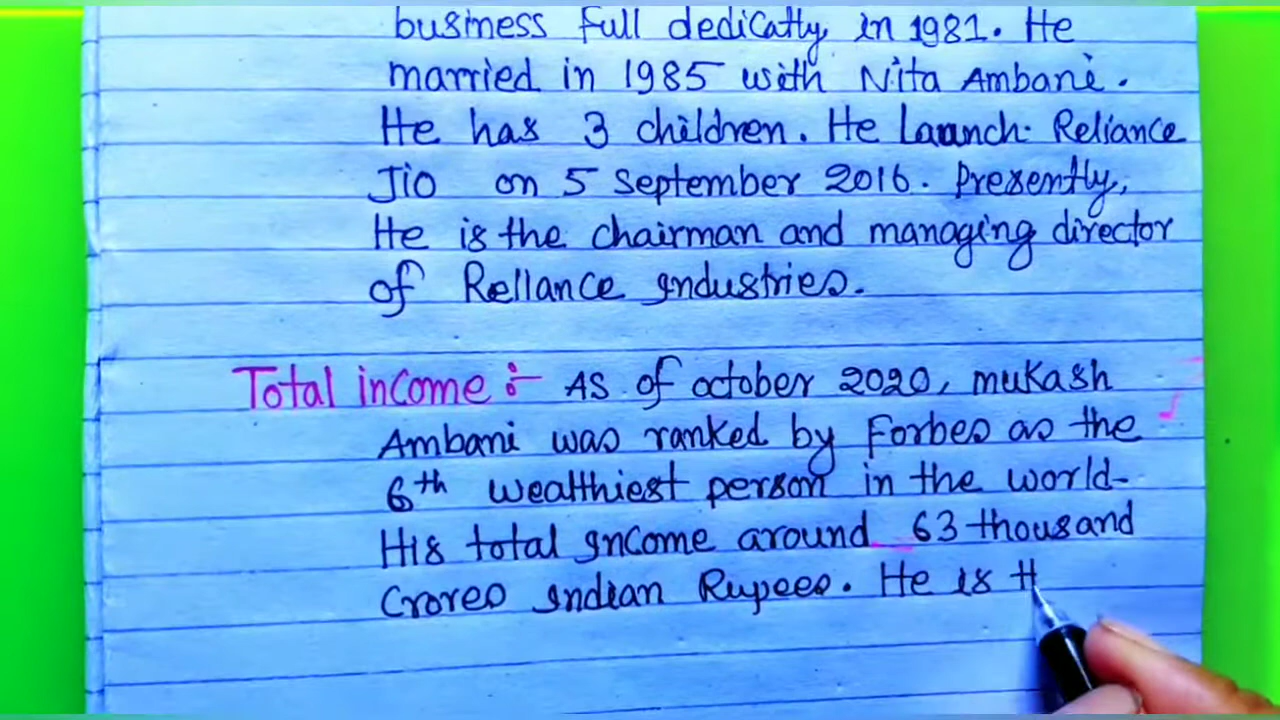 business full dedicatly in 1981. He
married in 1985 with Nita Ambani.
He has 3 children. He Launch Reliance
Jio on 5 September 2016. Presently,
He is the chairman and managing director
of Rellance Industries.
Total income :- As of october 2020, mukash
Ambani was ranked by Forbes as the
6th wealthiest person in the world-
His total Income around 63 thousand
Crores Indian Rupees. He is th